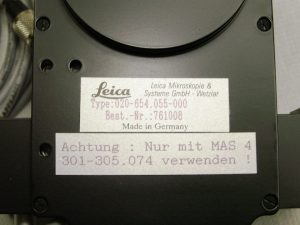 Leica
Leica Mikroskopie &
Systeme GmbH · Wetzlar
Type:020-654.055-000
Best.-Nr.:761008
Made in Germany
Achtung : Nur mit MAS 4
301-305.074 verwenden !